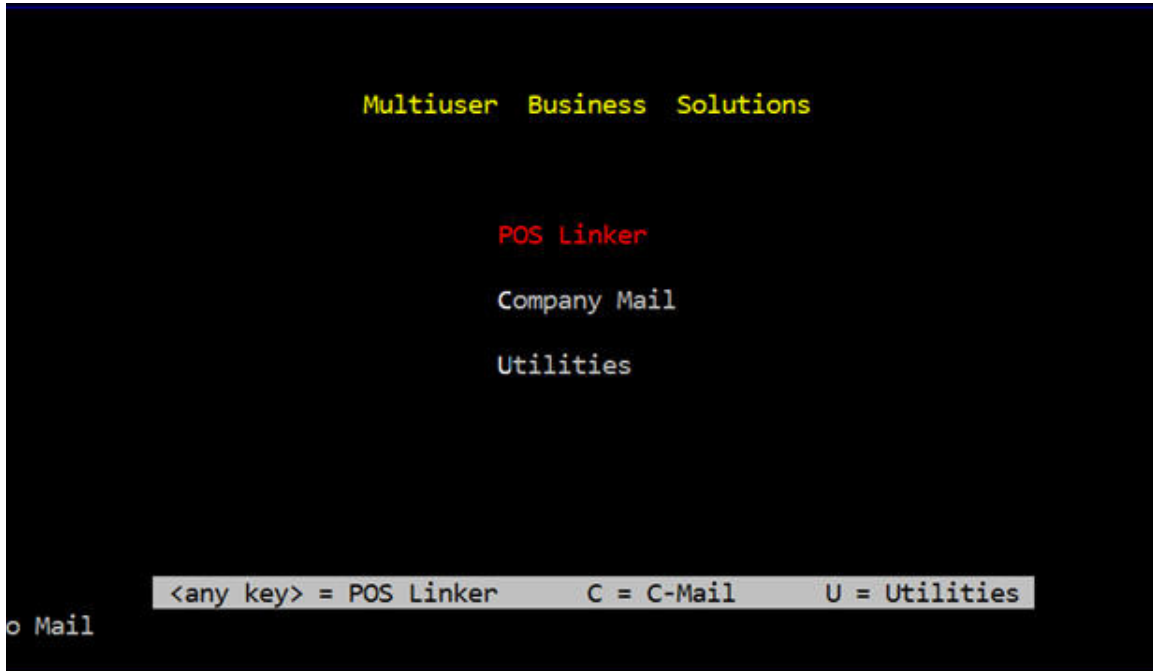 Multiuser Business Solutions
POS Linker
Company Mail
Utilities
<any key> = POS Linker C = C-Mail U = Utilities
o Mail